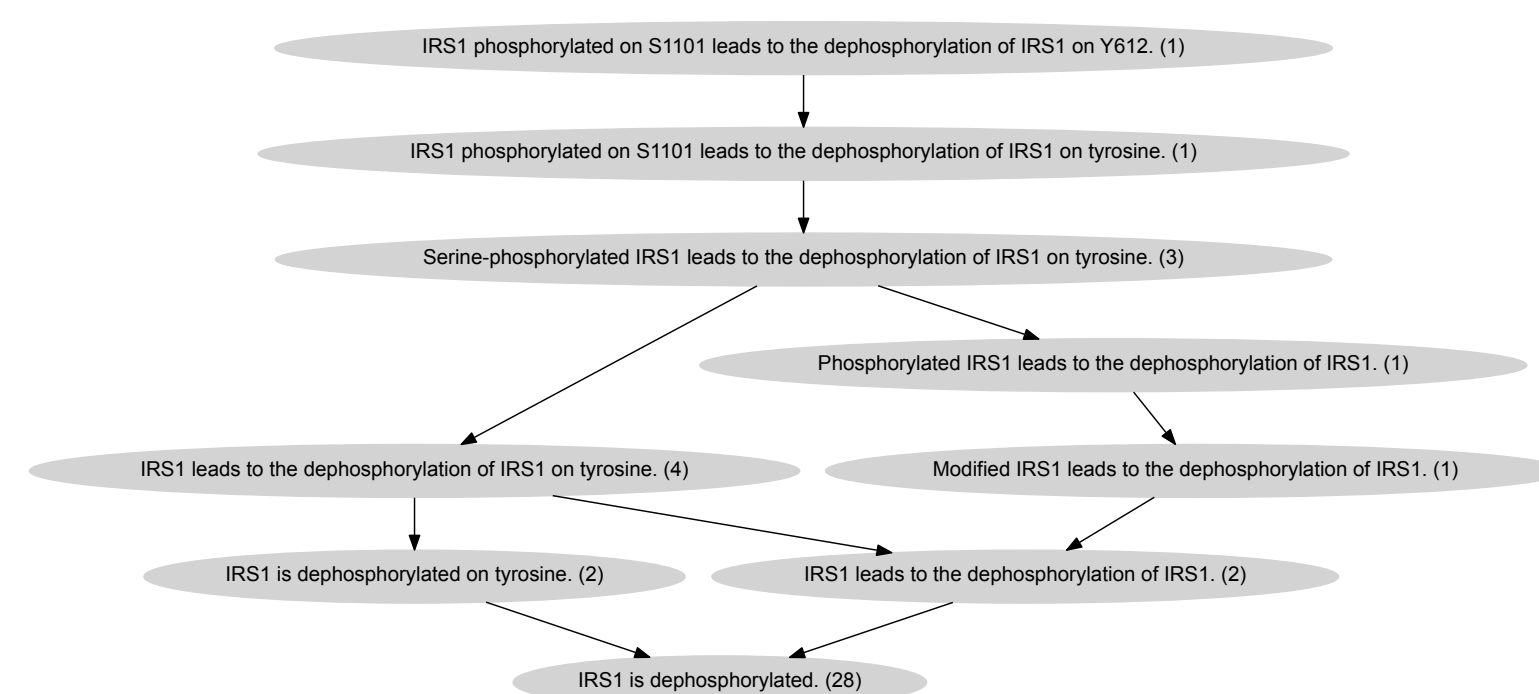 IRS1 phosphorylated on S1101 leads to the dephosphorylation of IRS1 on Y612. (1)
IRS1 phosphorylated on S1101 leads to the dephosphorylation of IRS1 on tyrosine. (1)
Serine-phosphorylated IRS1 leads to the dephosphorylation of IRS1 on tyrosine. (3)
Phosphorylated IRS1 leads to the dephosphorylation of IRS1. (1)
IRS1 leads to the dephosphorylation of IRS1 on tyrosine. (4)
Modified IRS1 leads to the dephosphorylation of IRS1. (1)
IRS1 is dephosphorylated on tyrosine. (2)
IRS1 leads to the dephosphorylation of IRS1. (2)
IRS1 is dephosphorylated. (28)